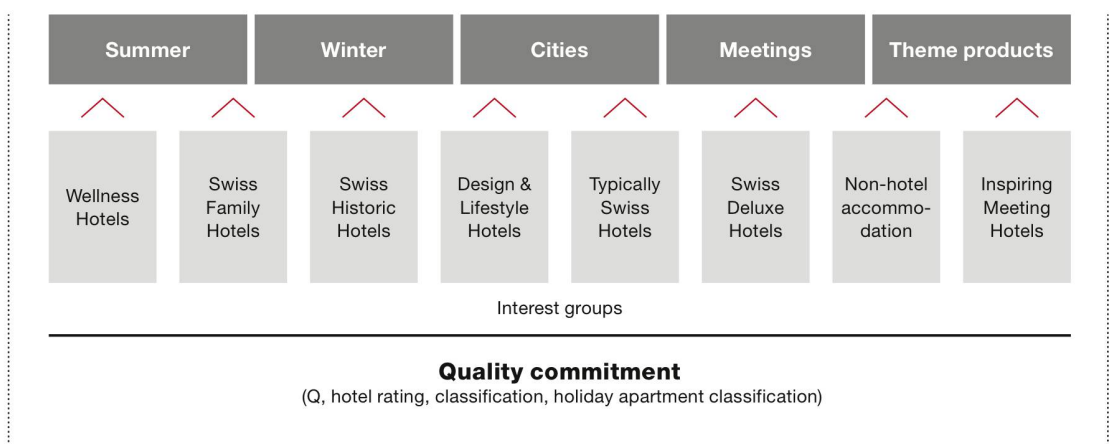 Summer
Winter
Cities
Meetings
Theme products
Wellness
Hotels
Swiss
Family
Hotels
Swiss
Historic
Hotels
Design &
Lifestyle
Hotels
Typically
Swiss
Hotels
Swiss
Deluxe
Hotels
Non-hotel
accommo-
dation
Inspiring
Meeting
Hotels
Interest groups
Quality commitment
(Q, hotel rating, classification, holiday apartment classification)